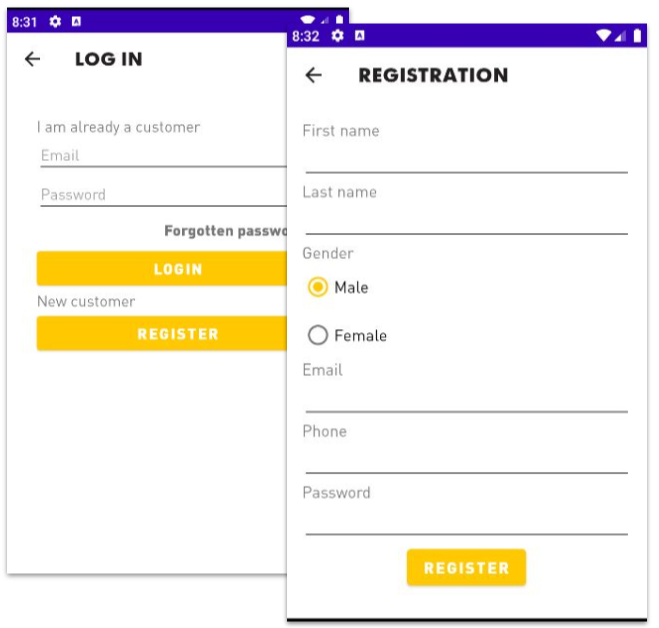 8:31
LOG IN
I am already a customer
Email
Password
Forgotten passwo
LOGIN
New customer
REGISTER
8:32
REGISTRATION
First name
Last name
Gender
Male
Female
Email
Phone
Password
REGISTER